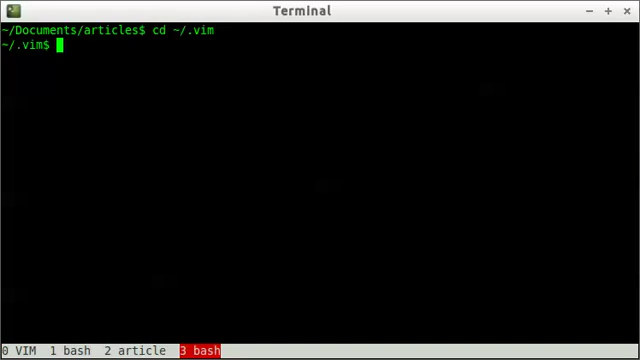 Terminal
~/Documents/articles$ cd ~/.vim
~/.vim$
0 VIM 1 bash 2 article 3 bash